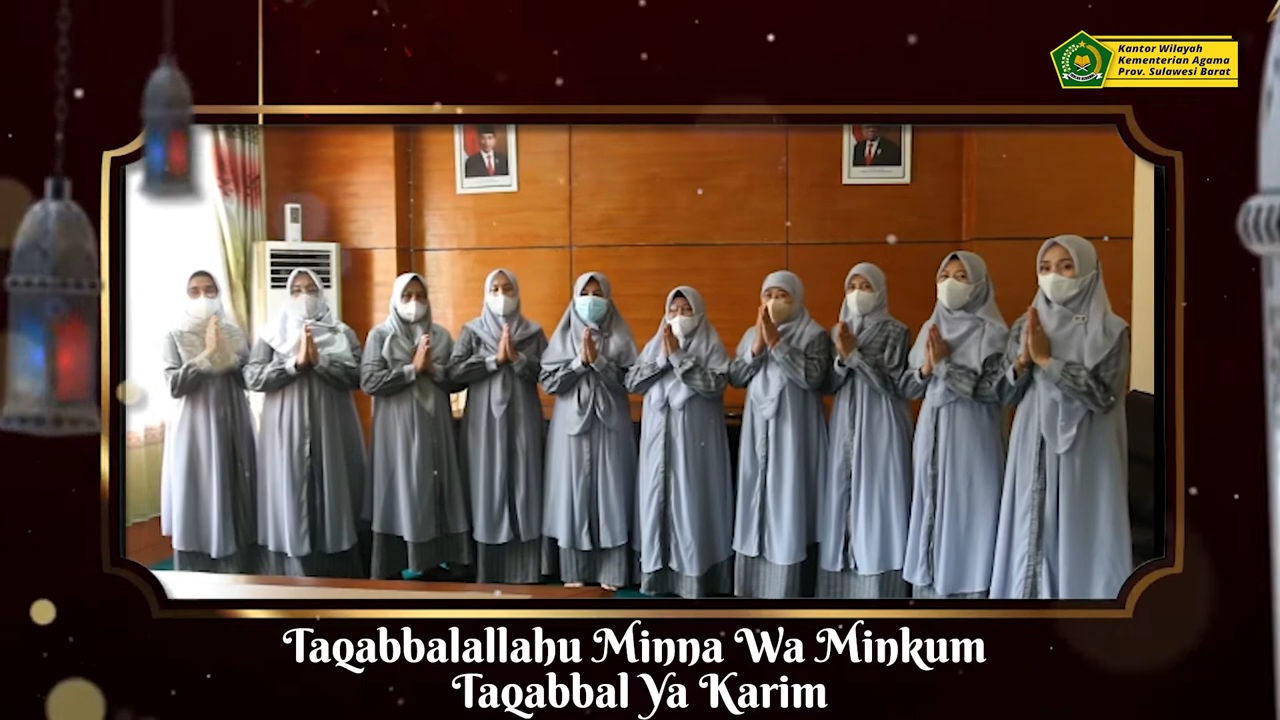 Kantor Wilayah
Kementerian Agama
Prov. Sulawesi Barat
Taqabbalallahu Minna Wa Minkum
Taqabbal Ya Karim